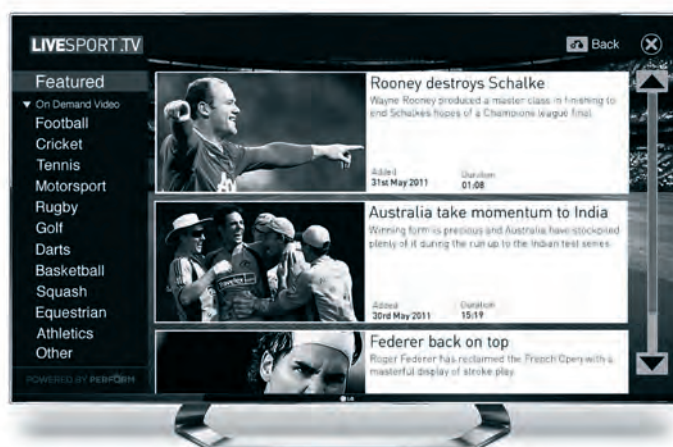 LIVESPORT.TV
Back
Featured
On Demand Video
Football
Cricket
Tennis
Motorsport
Rugby
Golf
Darts
Basketball
Squash
Equestrian
Athletics
Other
POWERED BY PERFORM
Rooney destroys Schalke
Wayne Rooney produced a master class in finishing to
end Schalkes hopes of a Champions league final.
Added
31st May 2011
Duration
01:08
Australia take momentum to India
Winning form is precious and Australia have stockpiled
plenty of it during the run up to the Indian test series.
Added
30rd May 2011
Duration
15:19
Federer back on top
Roger Federer has reclaimed the French Open with a
masterful display of stroke play.
LG